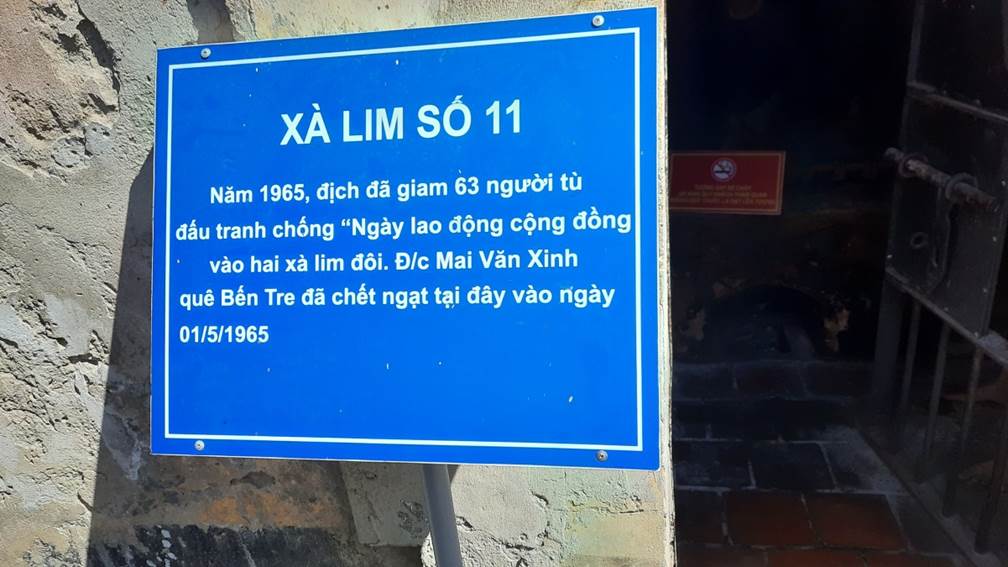 XÀ LIM SỐ 11
Năm 1965, địch đã giam 63 người tù
đấu tranh chống “Ngày lao động cộng đồng
vào hai xà lim đôi. Đ/c Mai Văn Xinh
quê Bến Tre đã chết ngạt tại đây vào ngày
01/5/1965